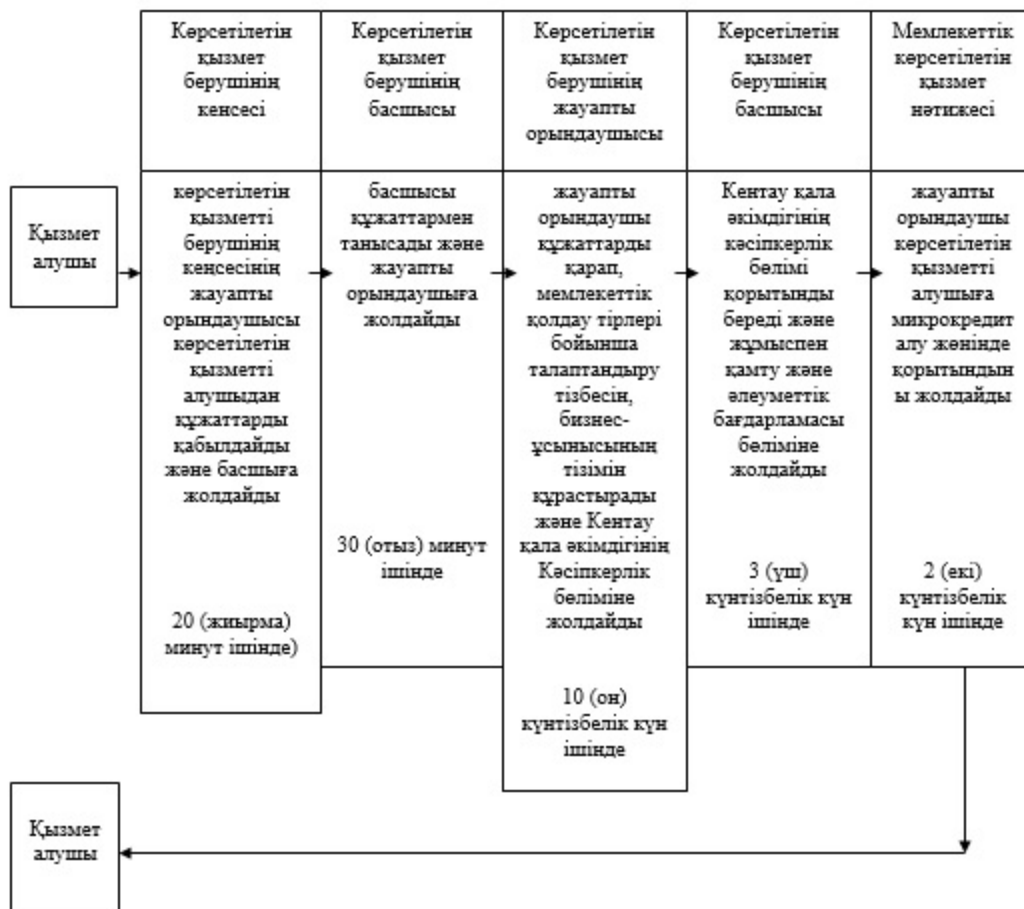 Көрсетілетін
қызмет
берушінің
кенсесі
Көрсетілетін
қызмет
берушінің
басшысы
Көрсетілетін
қызмет
берушінің
жауапты
орындаушысы
Көрсетілетін
қызмет
берушінің
басшысы
Мемлекеттік
көрсетілетін
қызмет
нәтижесі
Қызмет
алушы
көрсетілетін
қызметті
берушінің
кеңсесінің
жауапты
орындаушысы
көрсетілетін
қызметті
алушыдан
құжаттарды
қабылдайды
және басшыға
жолдайды
20 (жиырма)
минут ішінде)
басшысы
құжаттармен
танысады және
жауапты
орындаушыға
жолдайды
30 (отыз) минут
ішінде
жауапты
орындаушы
құжаттарды
қарап,
мемлекеттік
қолдау тірлері
бойынша
талаптандыру
тізбесін,
бизнес-
ұсынысының
тізімін
құрастырады
және Кентау
қала әкімдігінің
Кәсіпкерлік
бөліміне
жолдайды
10 (он)
күнтізбелік күн
ішінде
Кентау қала
әкімдігінің
кәсіпкерлік
бөлімі
қорытынды
береді және
жұмыспен
қамту және
әлеуметтік
бағдарламасы
бөліміне
жолдайды
3 (үш)
күнтізбелік күн
ішінде
жауапты
орындаушы
көрсетілетін
қызметті
алушыға
микрокредит
алу жөнінде
қорытындын
ы жолдайды
2 (екі)
күнтізбелік
күн ішінде
Қызмет
алушы